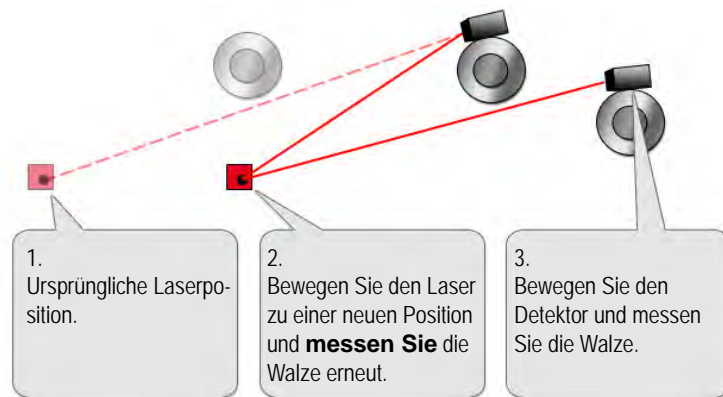 1.
Ursprüngliche Laserpo-
sition.
2.
Bewegen Sie den Laser
zu einer neuen Position
und messen Sie die
Walze erneut.
3.
Bewegen Sie den
Detektor und messen
Sie die Walze.